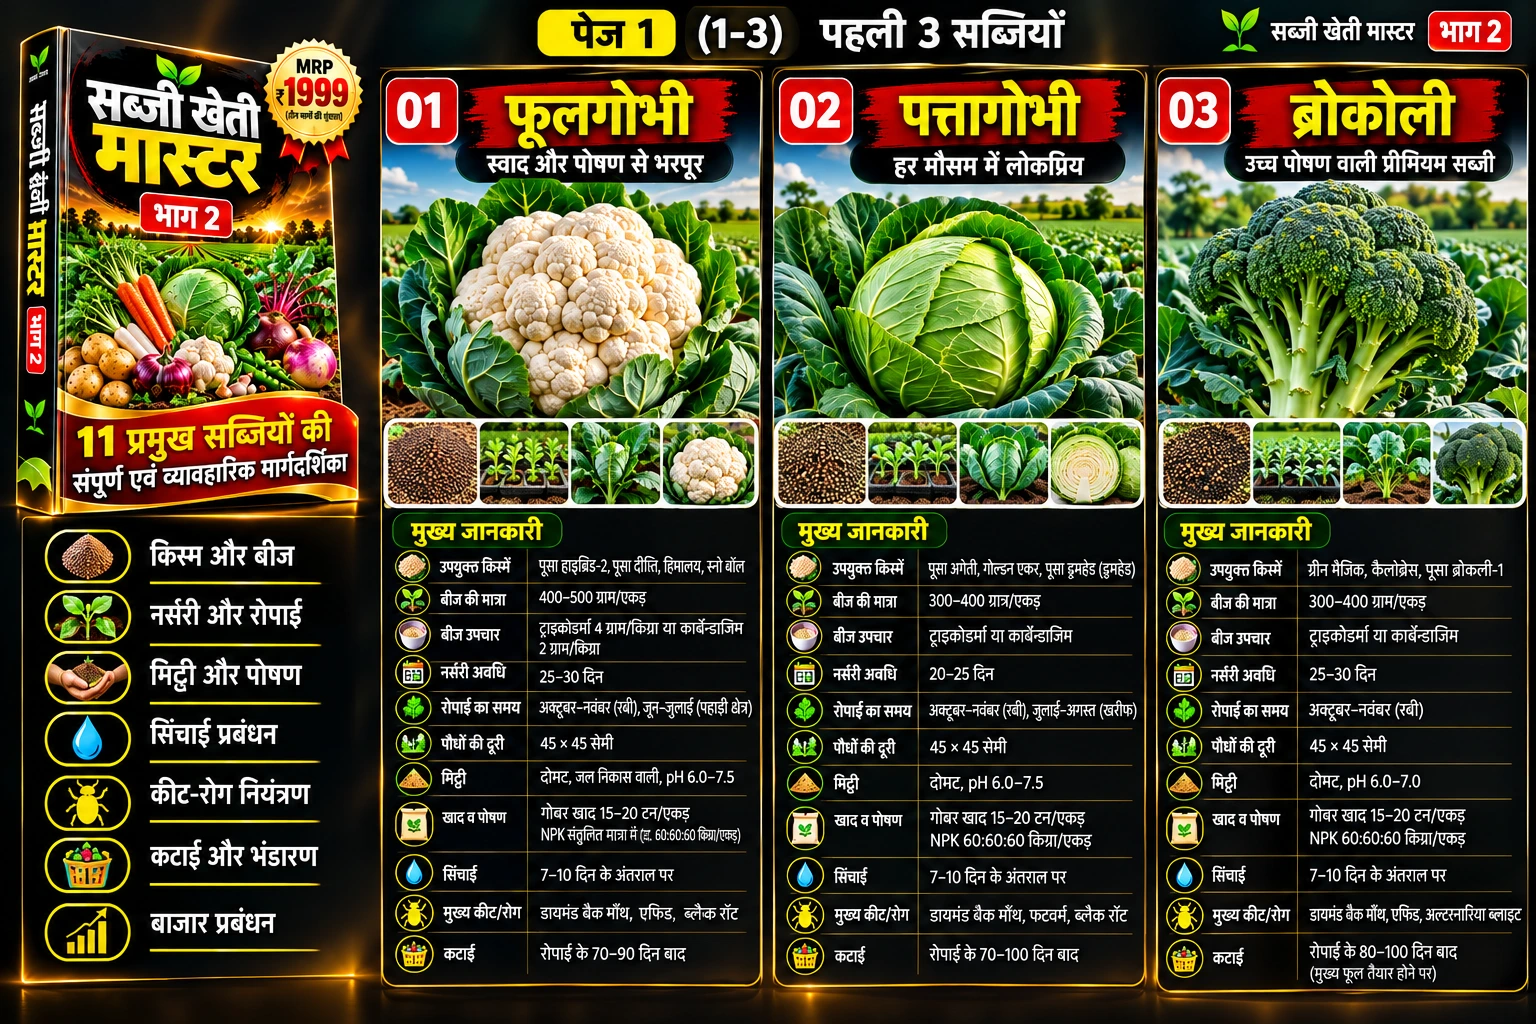 पेज 1 (1-3) पहली 3 सब्जियों
सब्जी खेती मास्टर भाग 2
सब्जी खेती मास्टर भाग 2
MRP
₹1999
सब्जी खेती
मास्टर
भाग 2
11 प्रमुख सब्जियों की
संपूर्ण एवं व्यावहारिक मार्गदर्शिका
किस्म और बीज
नर्सरी और रोपाई
मिट्टी और पोषण
सिंचाई प्रबंधन
कीट-रोग नियंत्रण
कटाई और भंडारण
बाजार प्रबंधन
01 फूलगोभी
स्वाद और पोषण से भरपूर
मुख्य जानकारी
उपयुक्त किस्में पूसा हाइब्रिड-2, पूसा दीप्ति, हिमालय, स्नो बॉल
बीज की मात्रा 400–500 ग्राम/एकड़
बीज उपचार ट्राइकोडर्मा 4 ग्राम/किग्रा या कार्बेन्डाजिम
2 ग्राम/किग्रा
नर्सरी अवधि 25–30 दिन
रोपाई का समय अक्टूबर–नवंबर (रबी), जून-जुलाई (पहाड़ी क्षेत्र)
पौधों की दूरी 45 × 45 सेमी
मिट्टी दोमट, जल निकास वाली, pH 6.0–7.5
खाद व पोषण गोबर खाद 15–20 टन/एकड़
NPK संतुलित मात्रा में 60:60:60 किग्रा/एकड़)
सिंचाई 7–10 दिन के अंतराल पर
मुख्य कीट/रोग डायमंड बैक मॉथ, एफिड, ब्लैक रॉट
कटाई रोपाई के 70–90 दिन बाद
02 पत्तागोभी
हर मौसम में लोकप्रिय
मुख्य जानकारी
उपयुक्त किस्में पूसा अगेती, गोल्डन एकर, पूसा ड्रमहेड (ड्रमहेड)
बीज की मात्रा 300–400 ग्रात्र/एकड़
बीज उपचार ट्राइकोडर्मा या कार्बेन्डाजिम
नर्सरी अवधि 20–25 दिन
रोपाई का समय अक्टूबर–नवंबर (रबी), जुलाई–अगस्त (खरीफ)
पौधों की दूरी 45 × 45 सेमी
मिट्टी दोमट, pH 6.0–7.5
खाद व पोषण गोबर खाद 15–20 टन/एकड़
NPK 60:60:60 किग्रा/एकड़
सिंचाई 7–10 दिन के अंतराल पर
मुख्य कीट/रोग डायमंड बैक मॉथ, फटवर्म, ब्लैक रॉट
कटाई रोपाई के 70–100 दिन बाद
03 ब्रोकोली
उच्च पोषण वाली प्रीमियम सब्जी
मुख्य जानकारी
उपयुक्त किस्में ग्रीन मैजिक, कैलोब्रेस, पूसा ब्रोकली-1
बीज की मात्रा 300–400 ग्राम/एकड़
बीज उपचार ट्राइकोडर्मा या कार्बेन्डाजिम
नर्सरी अवधि 25–30 दिन
रोपाई का समय अक्टूबर–नवंबर (रबी)
पौधों की दूरी 45 × 45 सेमी
मिट्टी दोमट, pH 6.0–7.0
खाद व पोषण गोबर खाद 15–20 टन/एकड़
NPK 60:60:60 किग्रा/एकड़
सिंचाई 7–10 दिन के अंतराल पर
मुख्य कीट/रोग डायमंड बैक मॉथ, एफिड, अल्टरनारिया ब्लाइट
कटाई रोपाई के 80–100 दिन बाद
(मुख्य फूल तैयार होने पर)